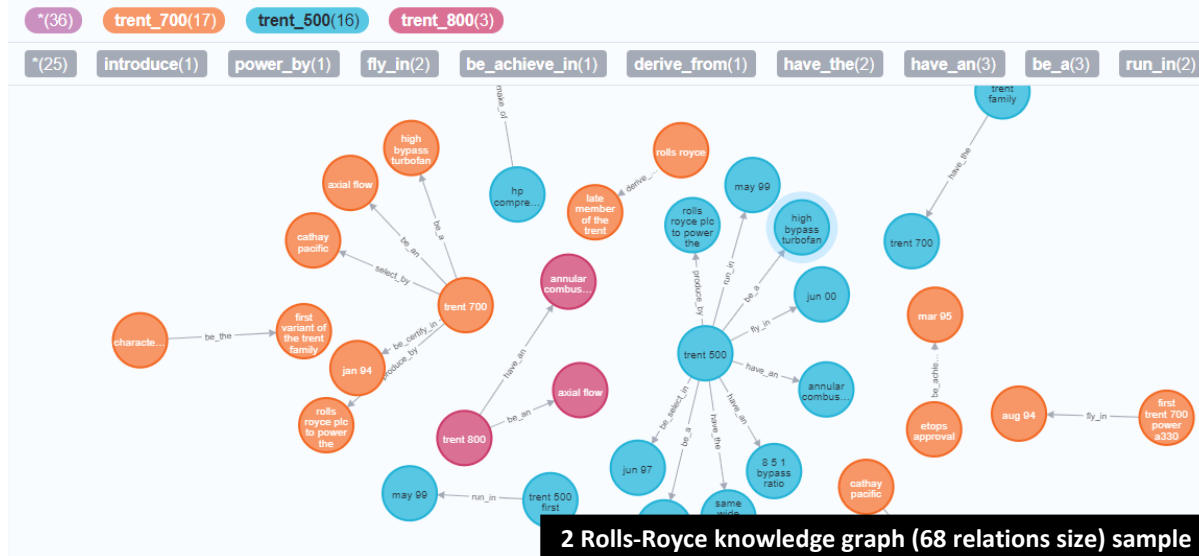 *(36) trent_700(17) trent_500(16) trent_800(3)
*(25) introduce(1) power_by(1) fly_in(2) be_achieve_in(1) derive_from(1) have_the(2) have_an(3) be_a(3) run_in(2)
make_of
hp
compre...
high
bypass
turbofan
axial flow
cathay
pacific
be_a
be_an
select_by
trent 700
be_certify_in
produce_by
jan 94
rolls
royce plc
to power
the
characte...
be_the
first
variant of
the trent
family
rolls royce
derive_...
late
member
of the
trent
annular
combus...
have_an
axial flow
be_an
trent 800
may 99
run_in
trent 500
first
rolls
royce plc
to power
the
produce_by
may 99
run_in
high
bypass
turbofan
be_a
jun 00
fly_in
trent 500
have_an
annular
combus...
be_select_in
jun 97
be_a
have_the
same
wide
have_an
8 5 1
bypass
ratio
trent
family
have_the
trent 700
mar 95
be_achie...
etops
approval
aug 94
fly_in
first
trent 700
power
a330
cathay
pacific
2 Rolls-Royce knowledge graph (68 relations size) sample